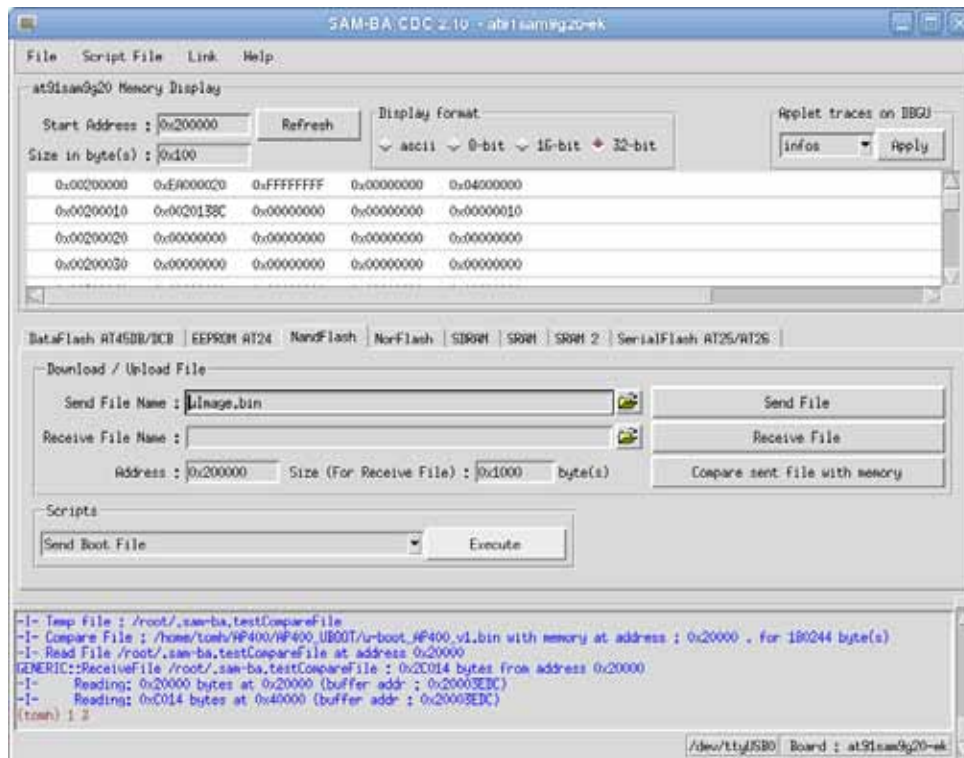 SAM-BA CDC 2.10 - at91sam9g20-ek
File Script File Link Help
at91sam9g20 Memory Display
Start Address : 0x200000 Refresh Display format Applet traces on DBGU
Size in byte(s) : 0x100 ascii 8-bit 16-bit 32-bit infos Apply
0x00200000 0xEA000020 0xFFFFFFFF 0x00000000 0x04000000
0x00200010 0x0020138C 0x00000000 0x00000000 0x00000010
0x00200020 0x00000000 0x00000000 0x00000000 0x00000000
0x00200030 0x00000000 0x00000000 0x00000000 0x00000000
DataFlash AT45DB/DCB EEPROM AT24 NandFlash NorFlash SDRAM SRAM SRAM 2 SerialFlash AT25/AT26
Download / Upload File
Send File Name : uImage.bin Send File
Receive File Name : Receive File
Address : 0x200000 Size (For Receive File) : 0x1000 byte(s) Compare sent file with memory
Scripts
Send Boot File Execute
-I- Temp File : /root/.sam-ba.testCompareFile
-I- Compare File : /home/tomh/AP400/AP400_UBOOT/u-boot_AP400_v1.bin with memory at address : 0x20000 , for 180244 byte(s)
-I- Read File /root/.sam-ba.testCompareFile at address 0x20000
GENERIC::ReceiveFile /root/.sam-ba.testCompareFile : 0x2C014 bytes from address 0x20000
-I- Reading: 0x20000 bytes at 0x20000 (buffer addr : 0x20003EDC)
-I- Reading: 0xC014 bytes at 0x40000 (buffer addr : 0x20003EDC)
(tomh) 1 %
/dev/ttyUSB0 Board : at91sam9g20-ek